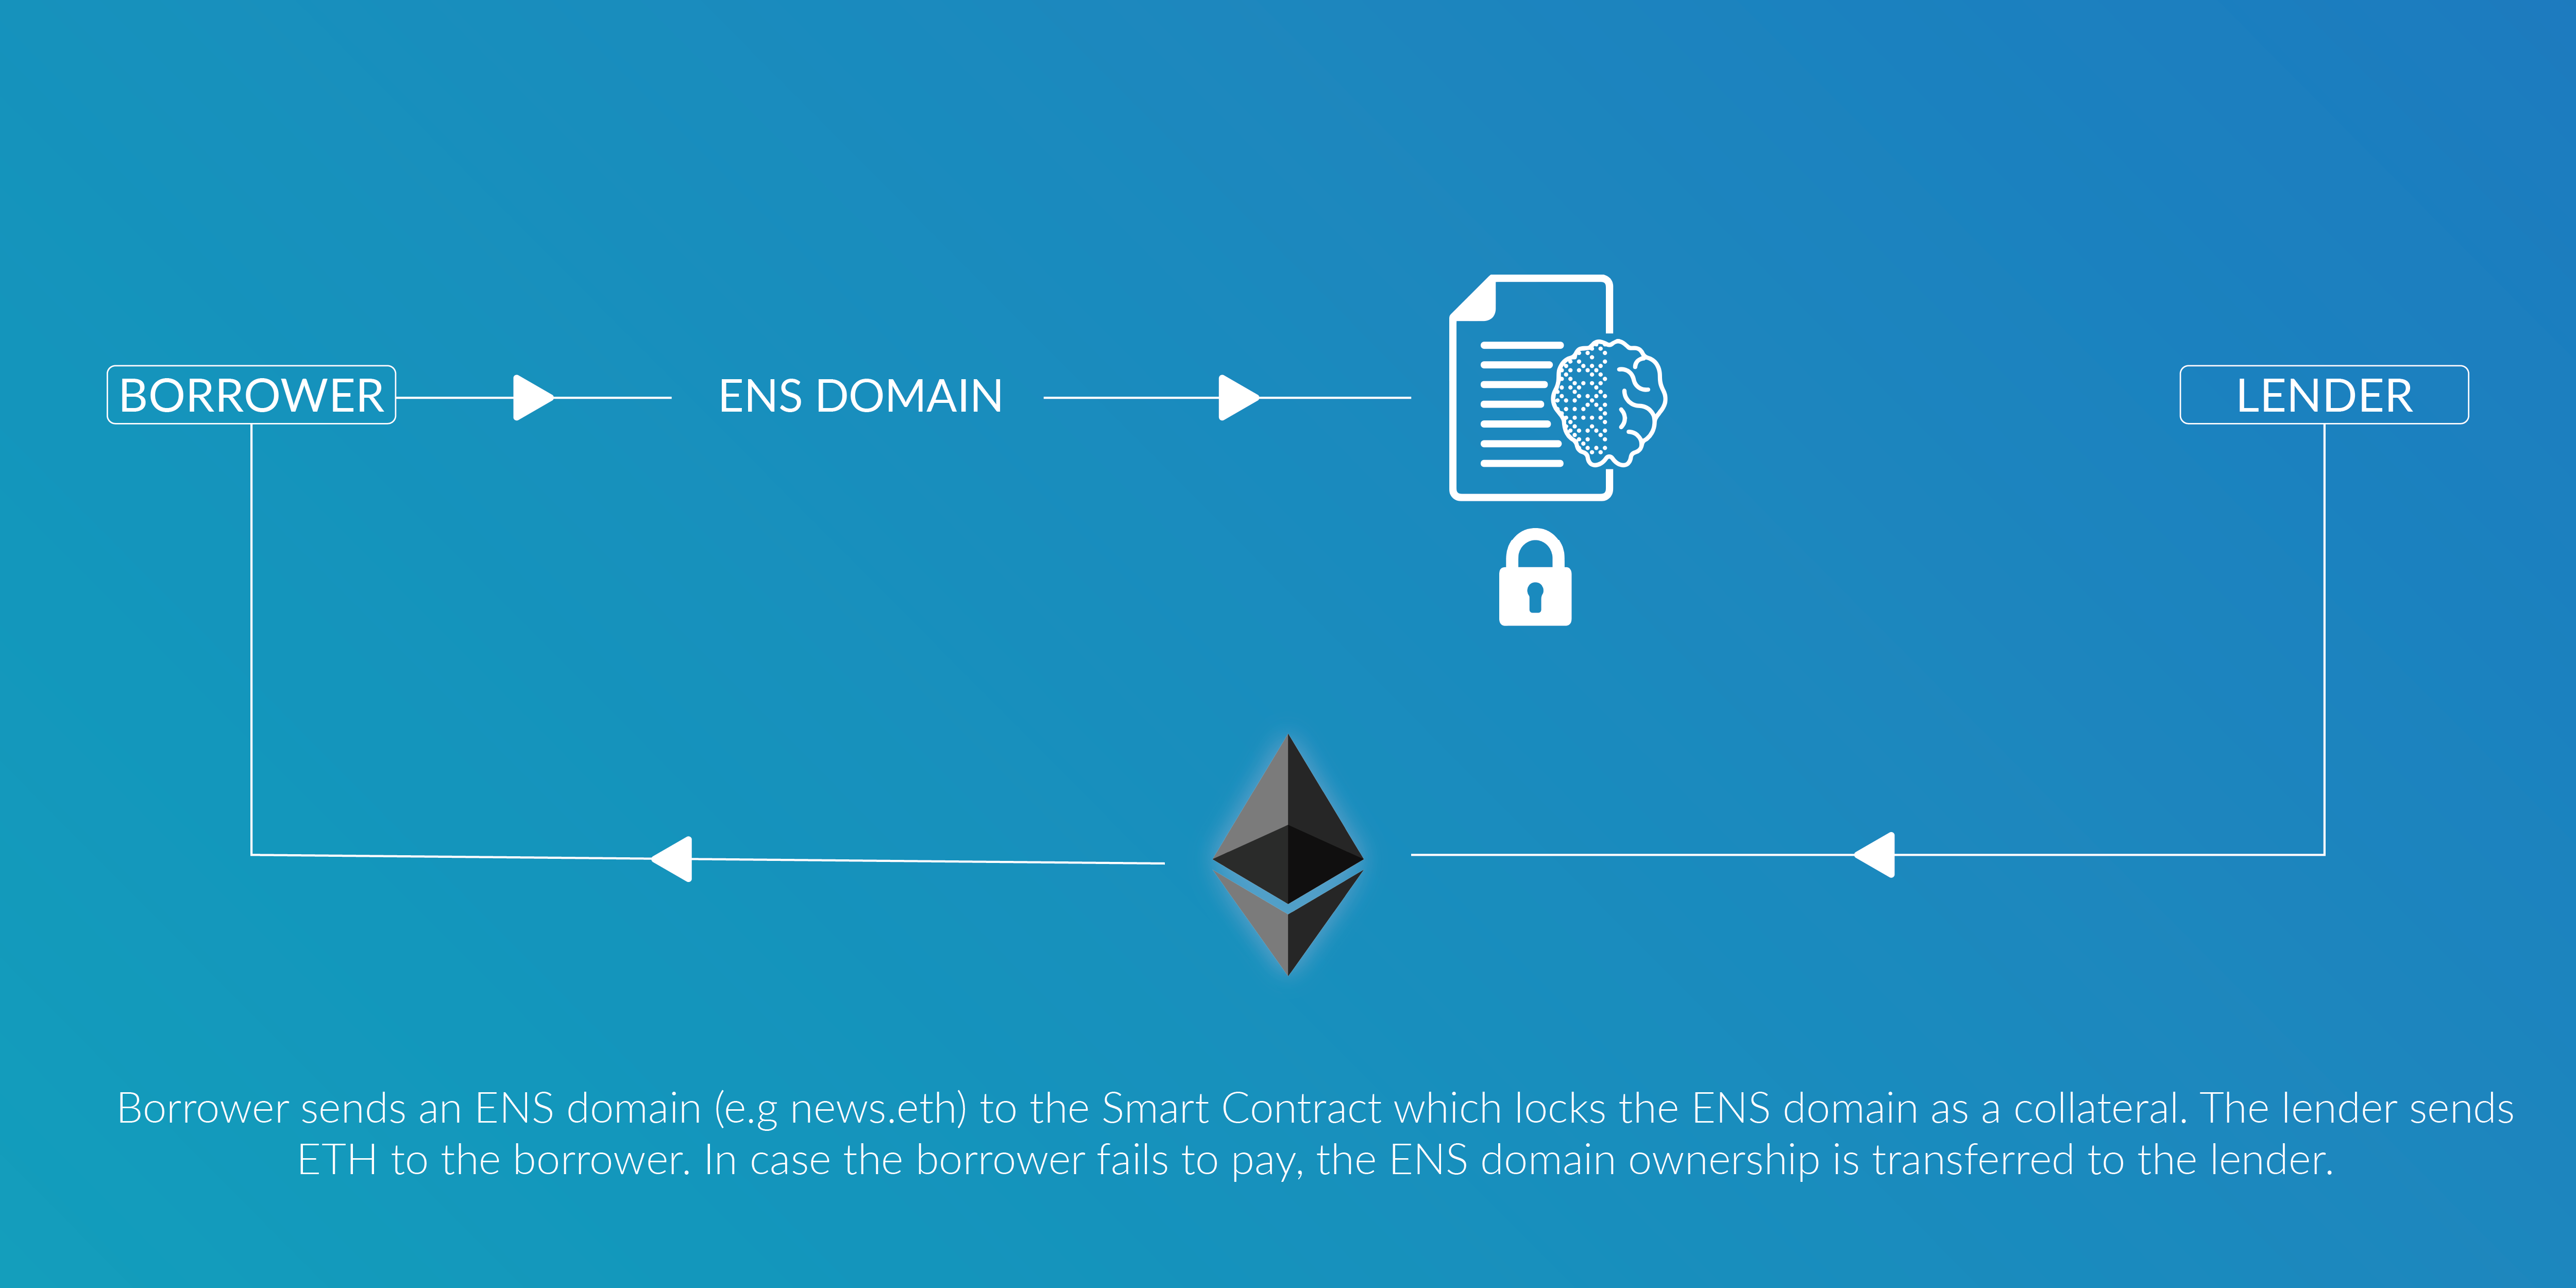 BORROWER
ENS DOMAIN
LENDER
Borrower sends an ENS domain (e.g news.eth) to the Smart Contract which locks the ENS domain as a collateral. The lender sends
ETH to the borrower. In case the borrower fails to pay, the ENS domain ownership is transferred to the lender.